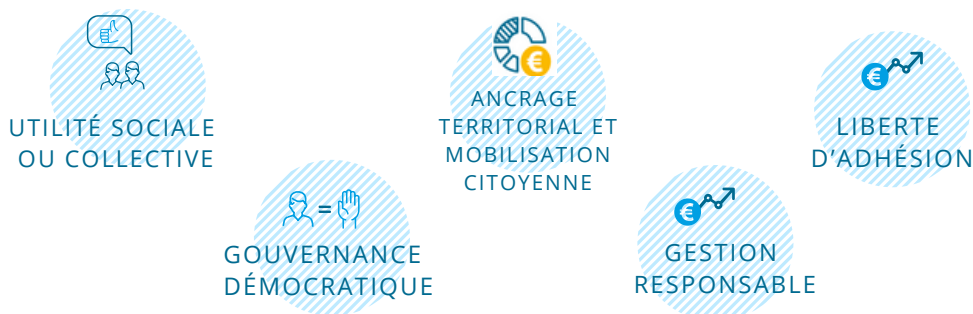 UTILITÉ SOCIALE
OU COLLECTIVE
=
GOUVERNANCE
DÉMOCRATIQUE
€
ANCRAGE
TERRITORIAL ET
MOBILISATION
CITOYENNE
€
GESTION
RESPONSABLE
€
LIBERTE
D'ADHÉSION